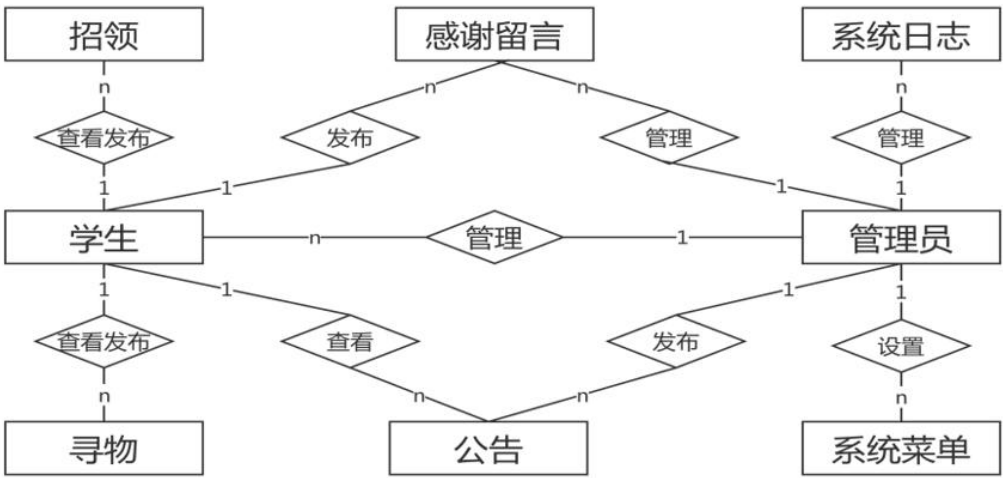 招领 感谢留言 系统日志
n n n n
查看发布 发布 管理 管理
1 1 1 1
学生 n 管理 1 管理员
1 1 1 1
查看发布 查看 发布 设置
n n n n
寻物 公告 系统菜单